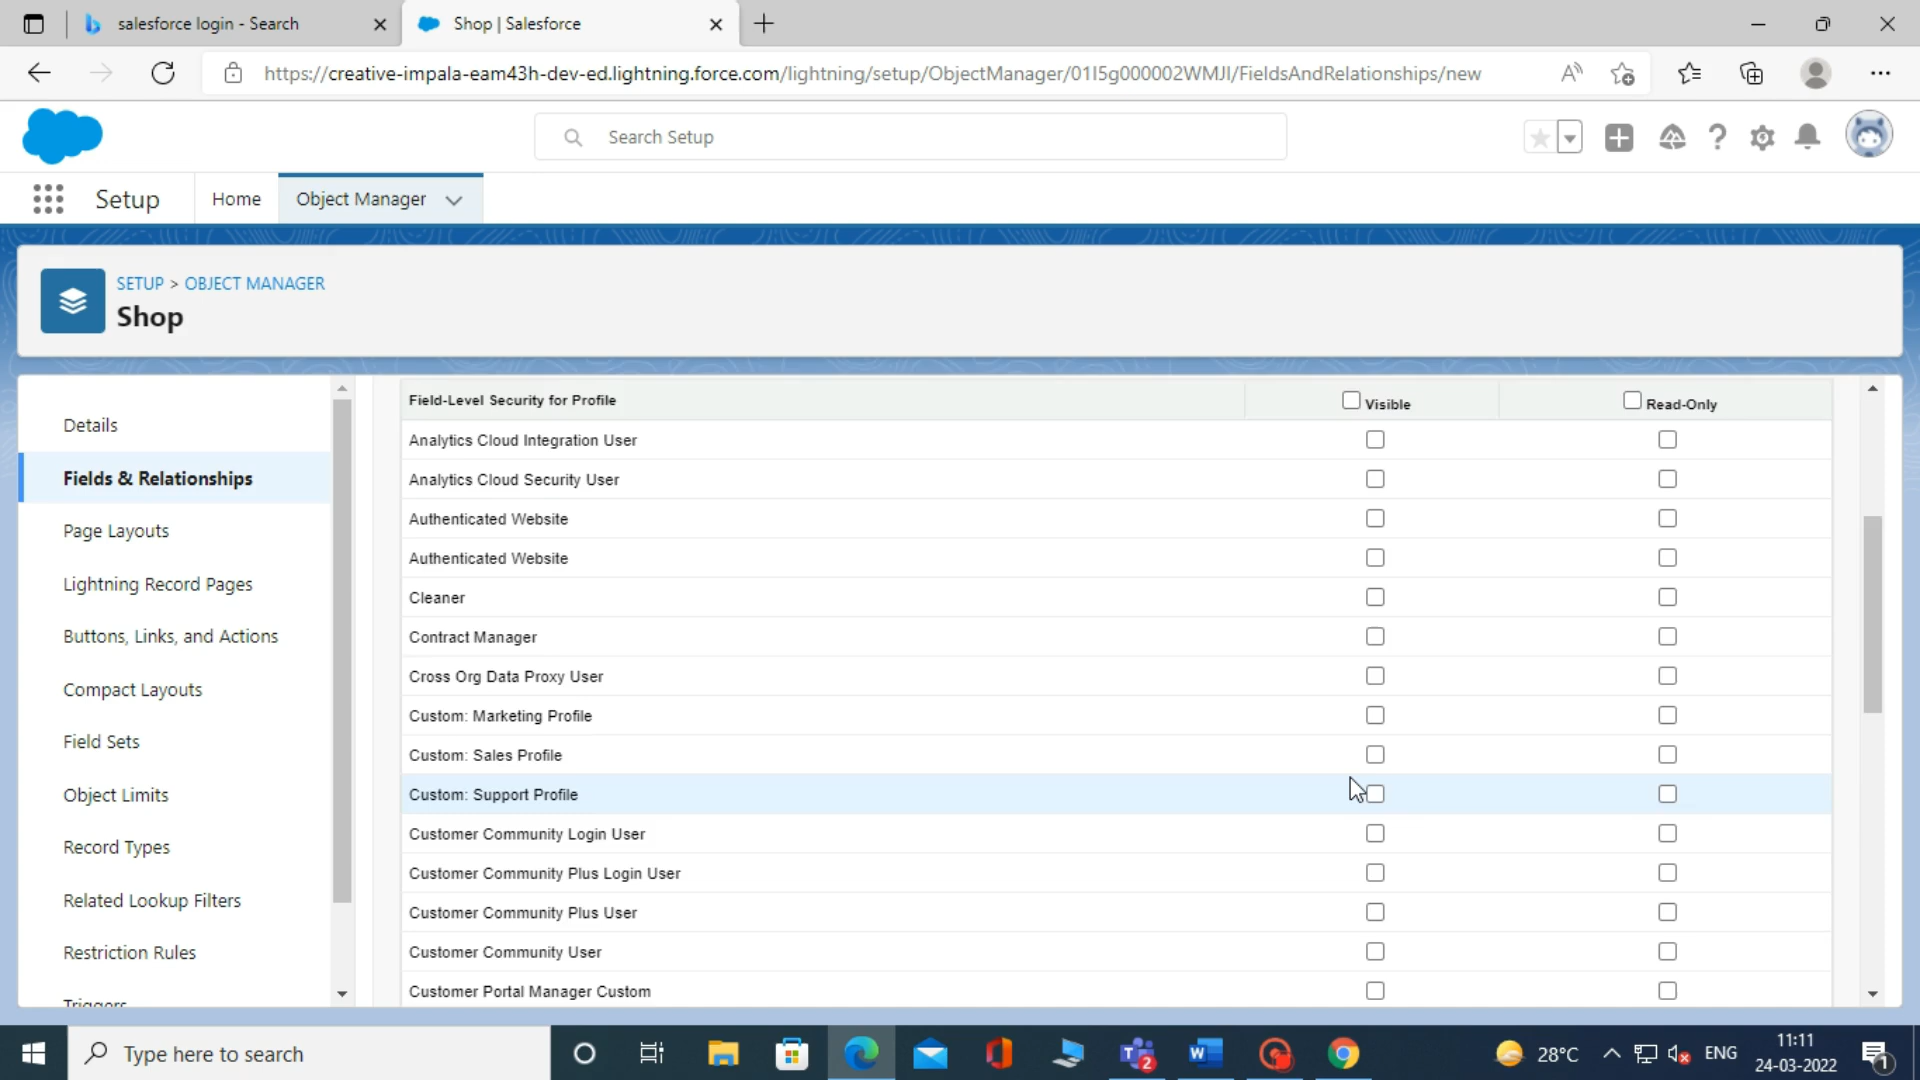 salesforce login - Search
Shop | Salesforce
https://creative-impala-eam43h-dev-ed.lightning.force.com/lightning/setup/ObjectManager/01I5g000002WMJI/FieldsAndRelationships/new
Search Setup
Setup
Home
Object Manager
SETUP > OBJECT MANAGER
Shop
Details
Fields & Relationships
Page Layouts
Lightning Record Pages
Buttons, Links, and Actions
Compact Layouts
Field Sets
Object Limits
Record Types
Related Lookup Filters
Restriction Rules
Triggers
Field-Level Security for Profile Visible Read-Only
Analytics Cloud Integration User
Analytics Cloud Security User
Authenticated Website
Authenticated Website
Cleaner
Contract Manager
Cross Org Data Proxy User
Custom: Marketing Profile
Custom: Sales Profile
Custom: Support Profile
Customer Community Login User
Customer Community Plus Login User
Customer Community Plus User
Customer Community User
Customer Portal Manager Custom
Type here to search
2
28°C
ENG
11:11
24-03-2022
1